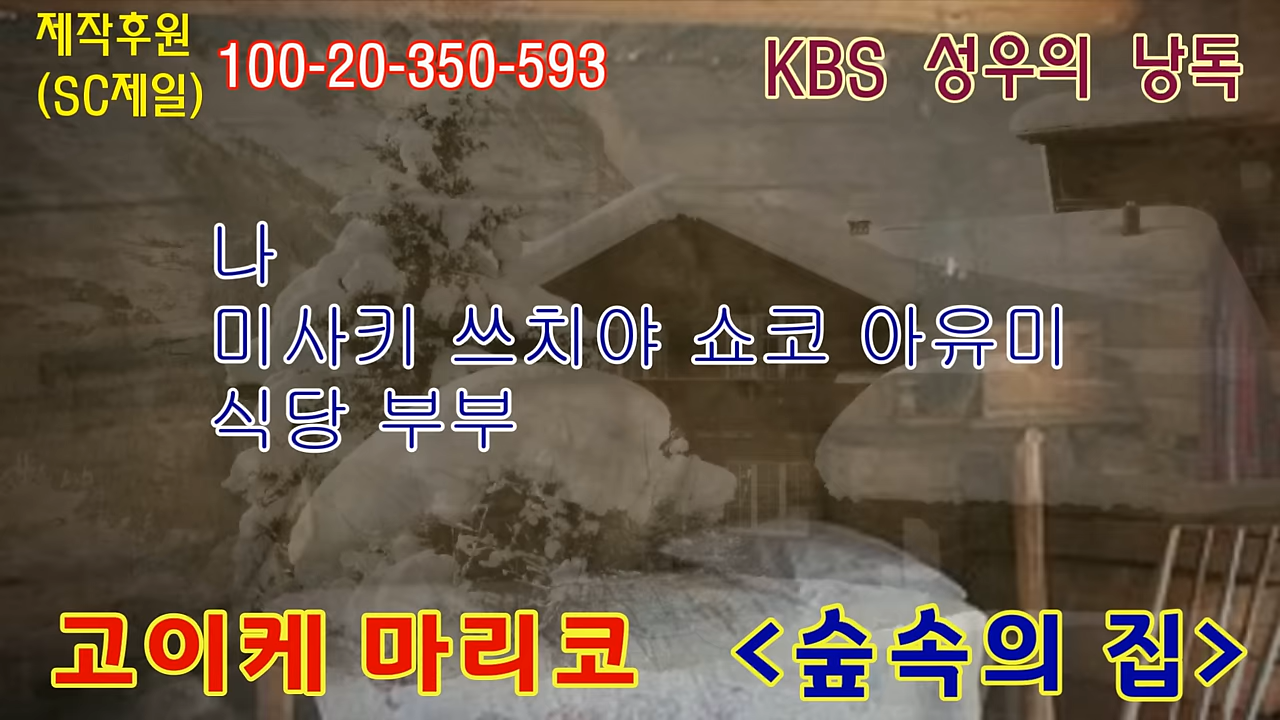 제작후원
(SC제일)
100-20-350-593
KBS 성우의 낭독
나
미사키 쓰치야 쇼코 아유미
식당 부부
고이케 마리코 <숲속의 집>